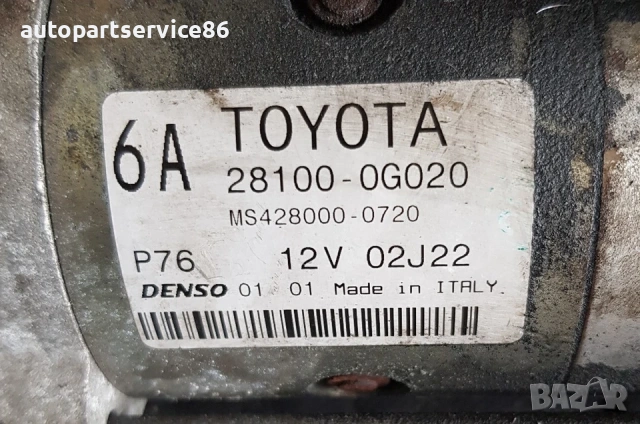 autopartservice86
6A TOYOTA
28100-0G020
MS428000-0720
P76 12V 02J22
DENSO 01 01 Made in ITALY
BAZAR